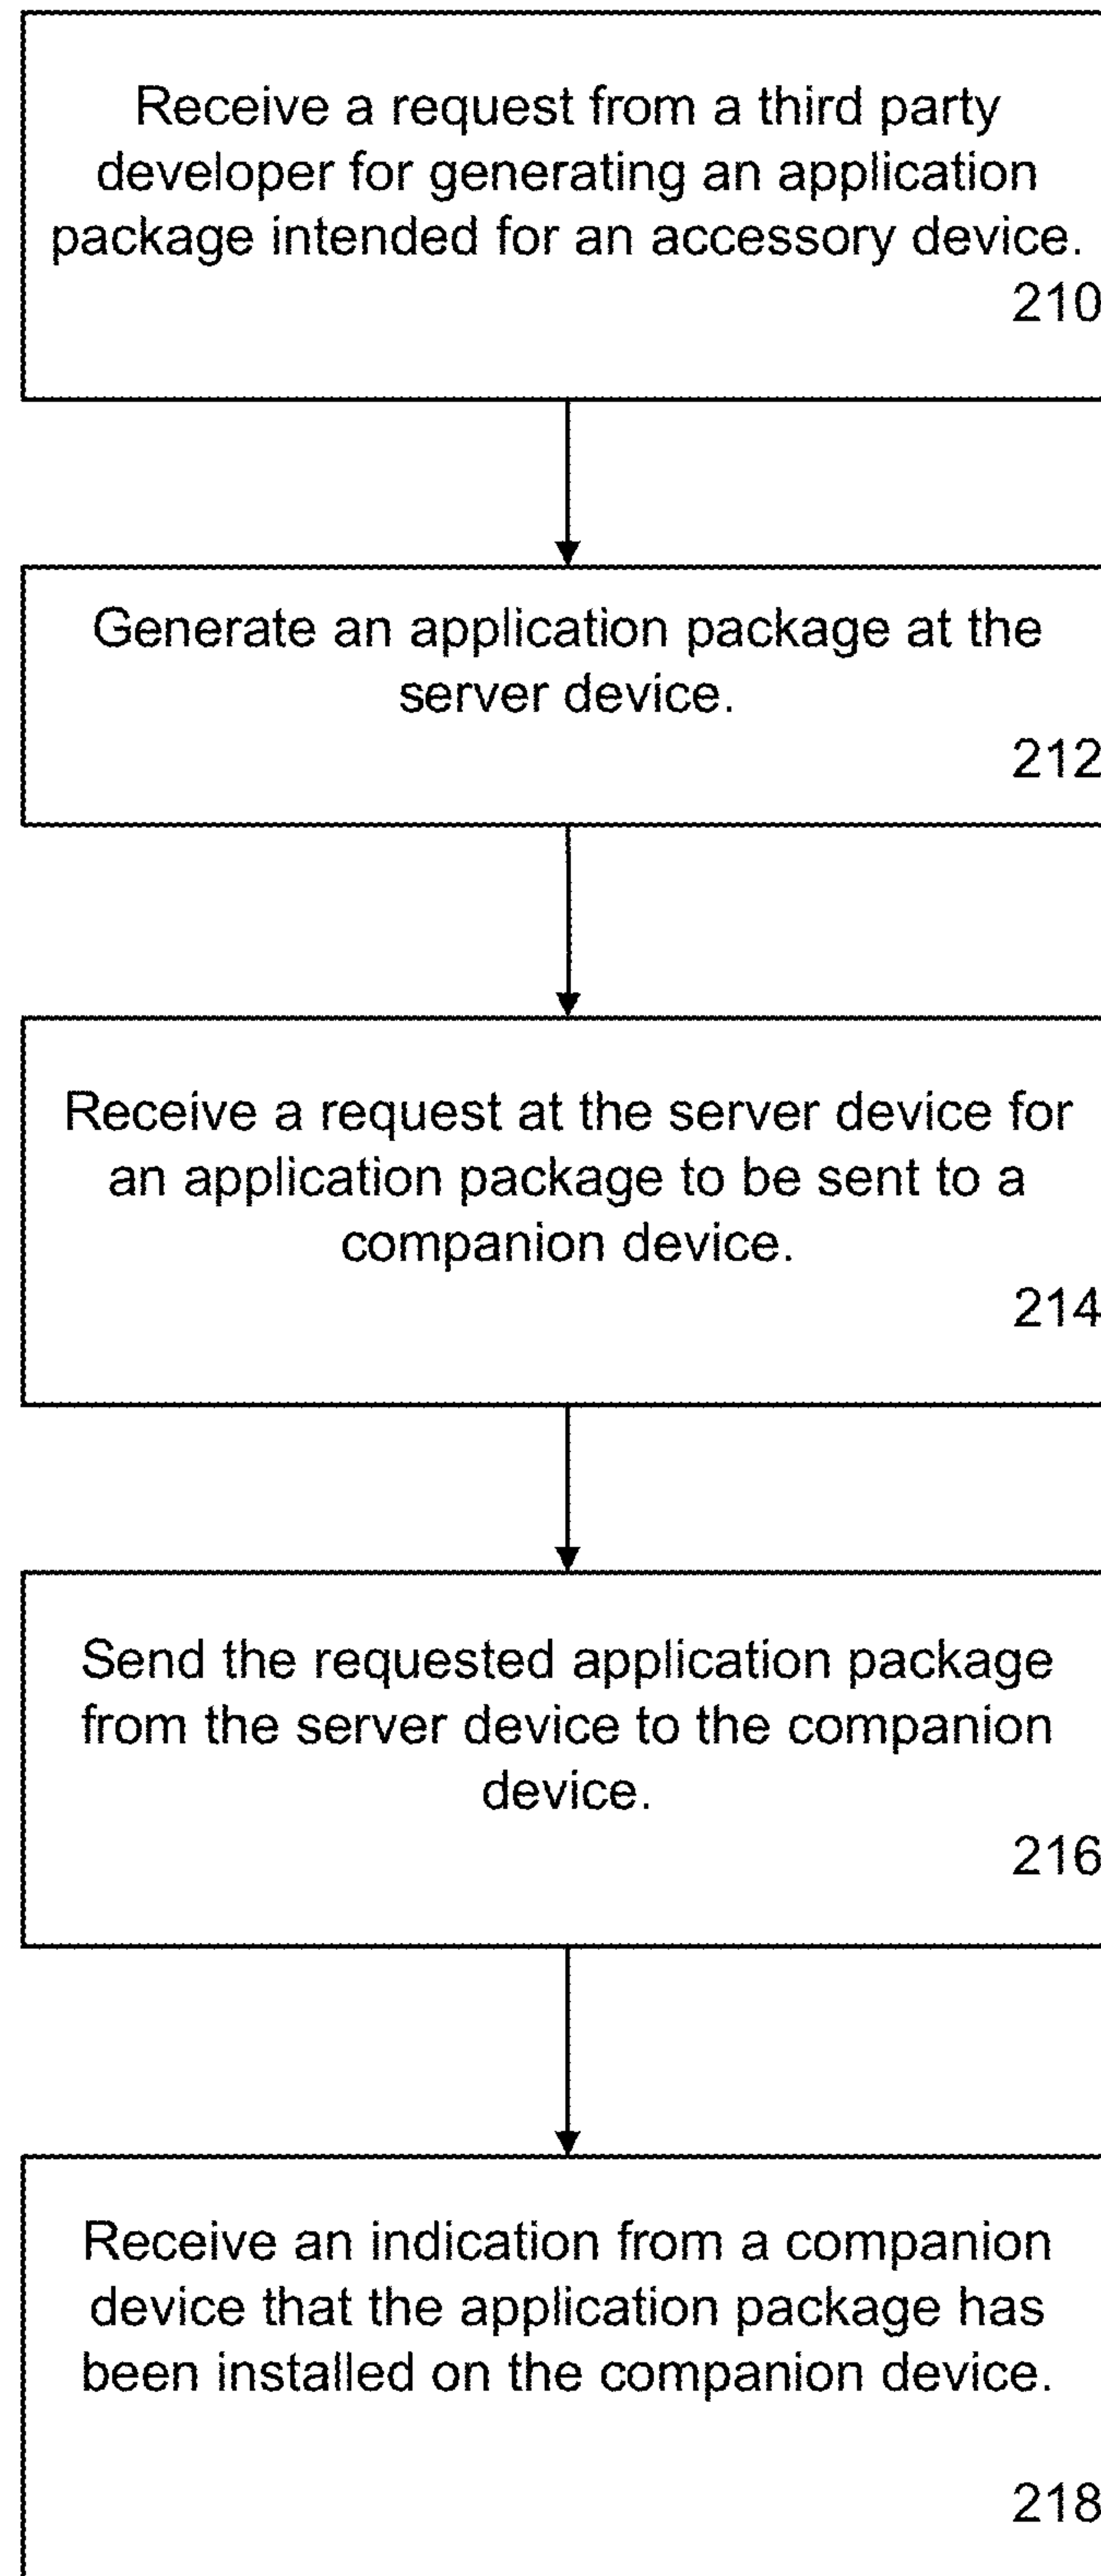 Receive a request from a third party
developer for generating an application
package intended for an accessory device.
210
Generate an application package at the
server device.
212
Receive a request at the server device for
an application package to be sent to a
companion device.
214
Send the requested application package
from the server device to the companion
device.
216
Receive an indication from a companion
device that the application package has
been installed on the companion device.
218